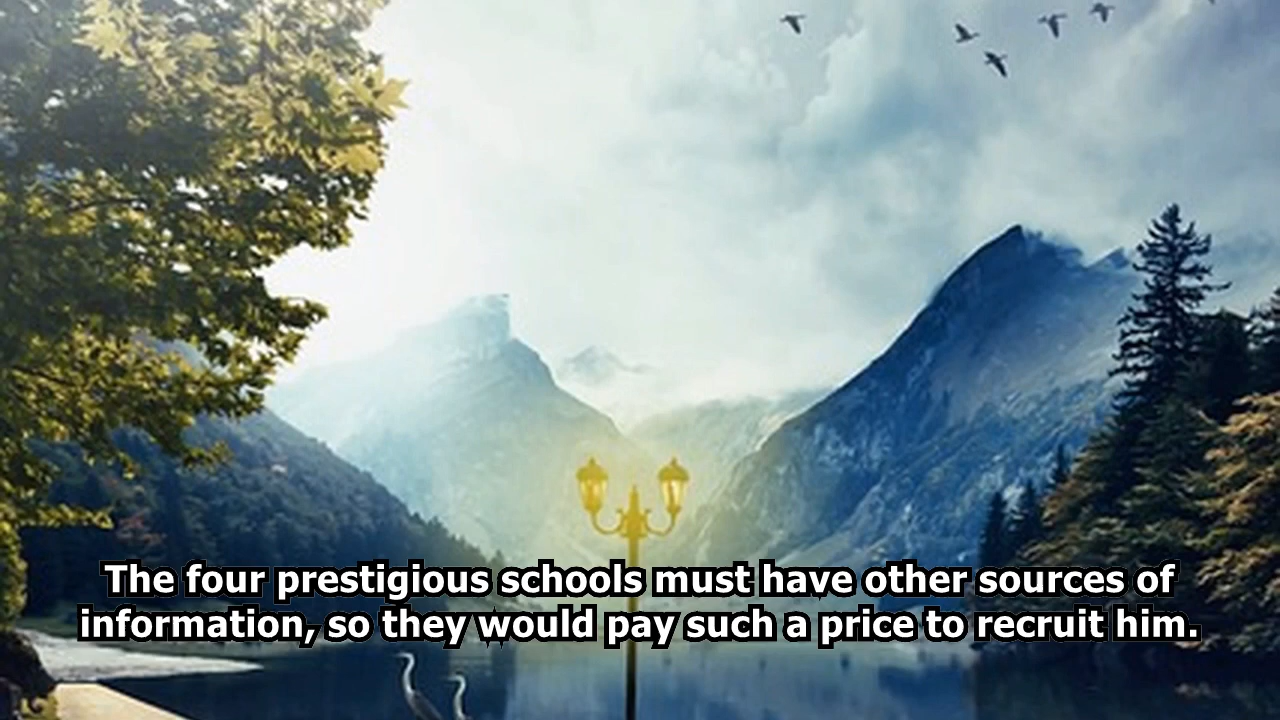 The four prestigious schools must have other sources of
information, so they would pay such a price to recruit him.